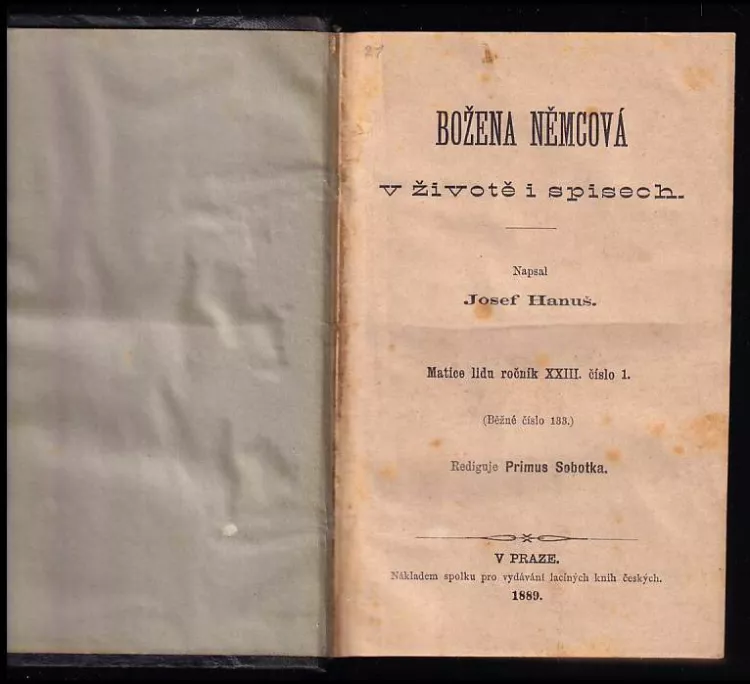 27
BOŽENA NĚMCOVÁ
v životě i spisech.
Napsal
Josef Hanuš.
Matice lidu ročník XXIII. číslo 1.
(Běžné číslo 133.)
Rediguje Primus Sobotka.
V PRAZE.
Nákladem spolku pro vydávání laciných knih českých.
1889.